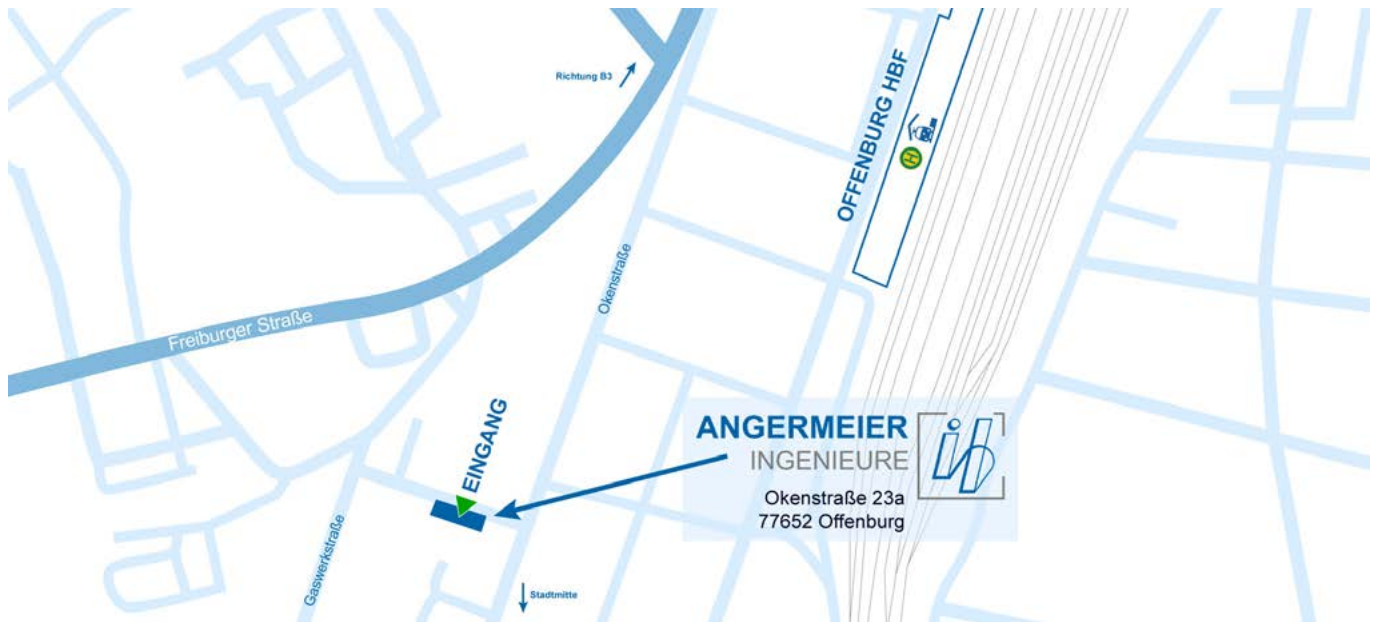 Richtung B3
OFFENBURG HBF
H
Okenstraße
Freiburger Straße
EINGANG
ANGERMEIER
INGENIEURE
Okenstraße 23a
77652 Offenburg
Gaswerkstraße
Stadtmitte